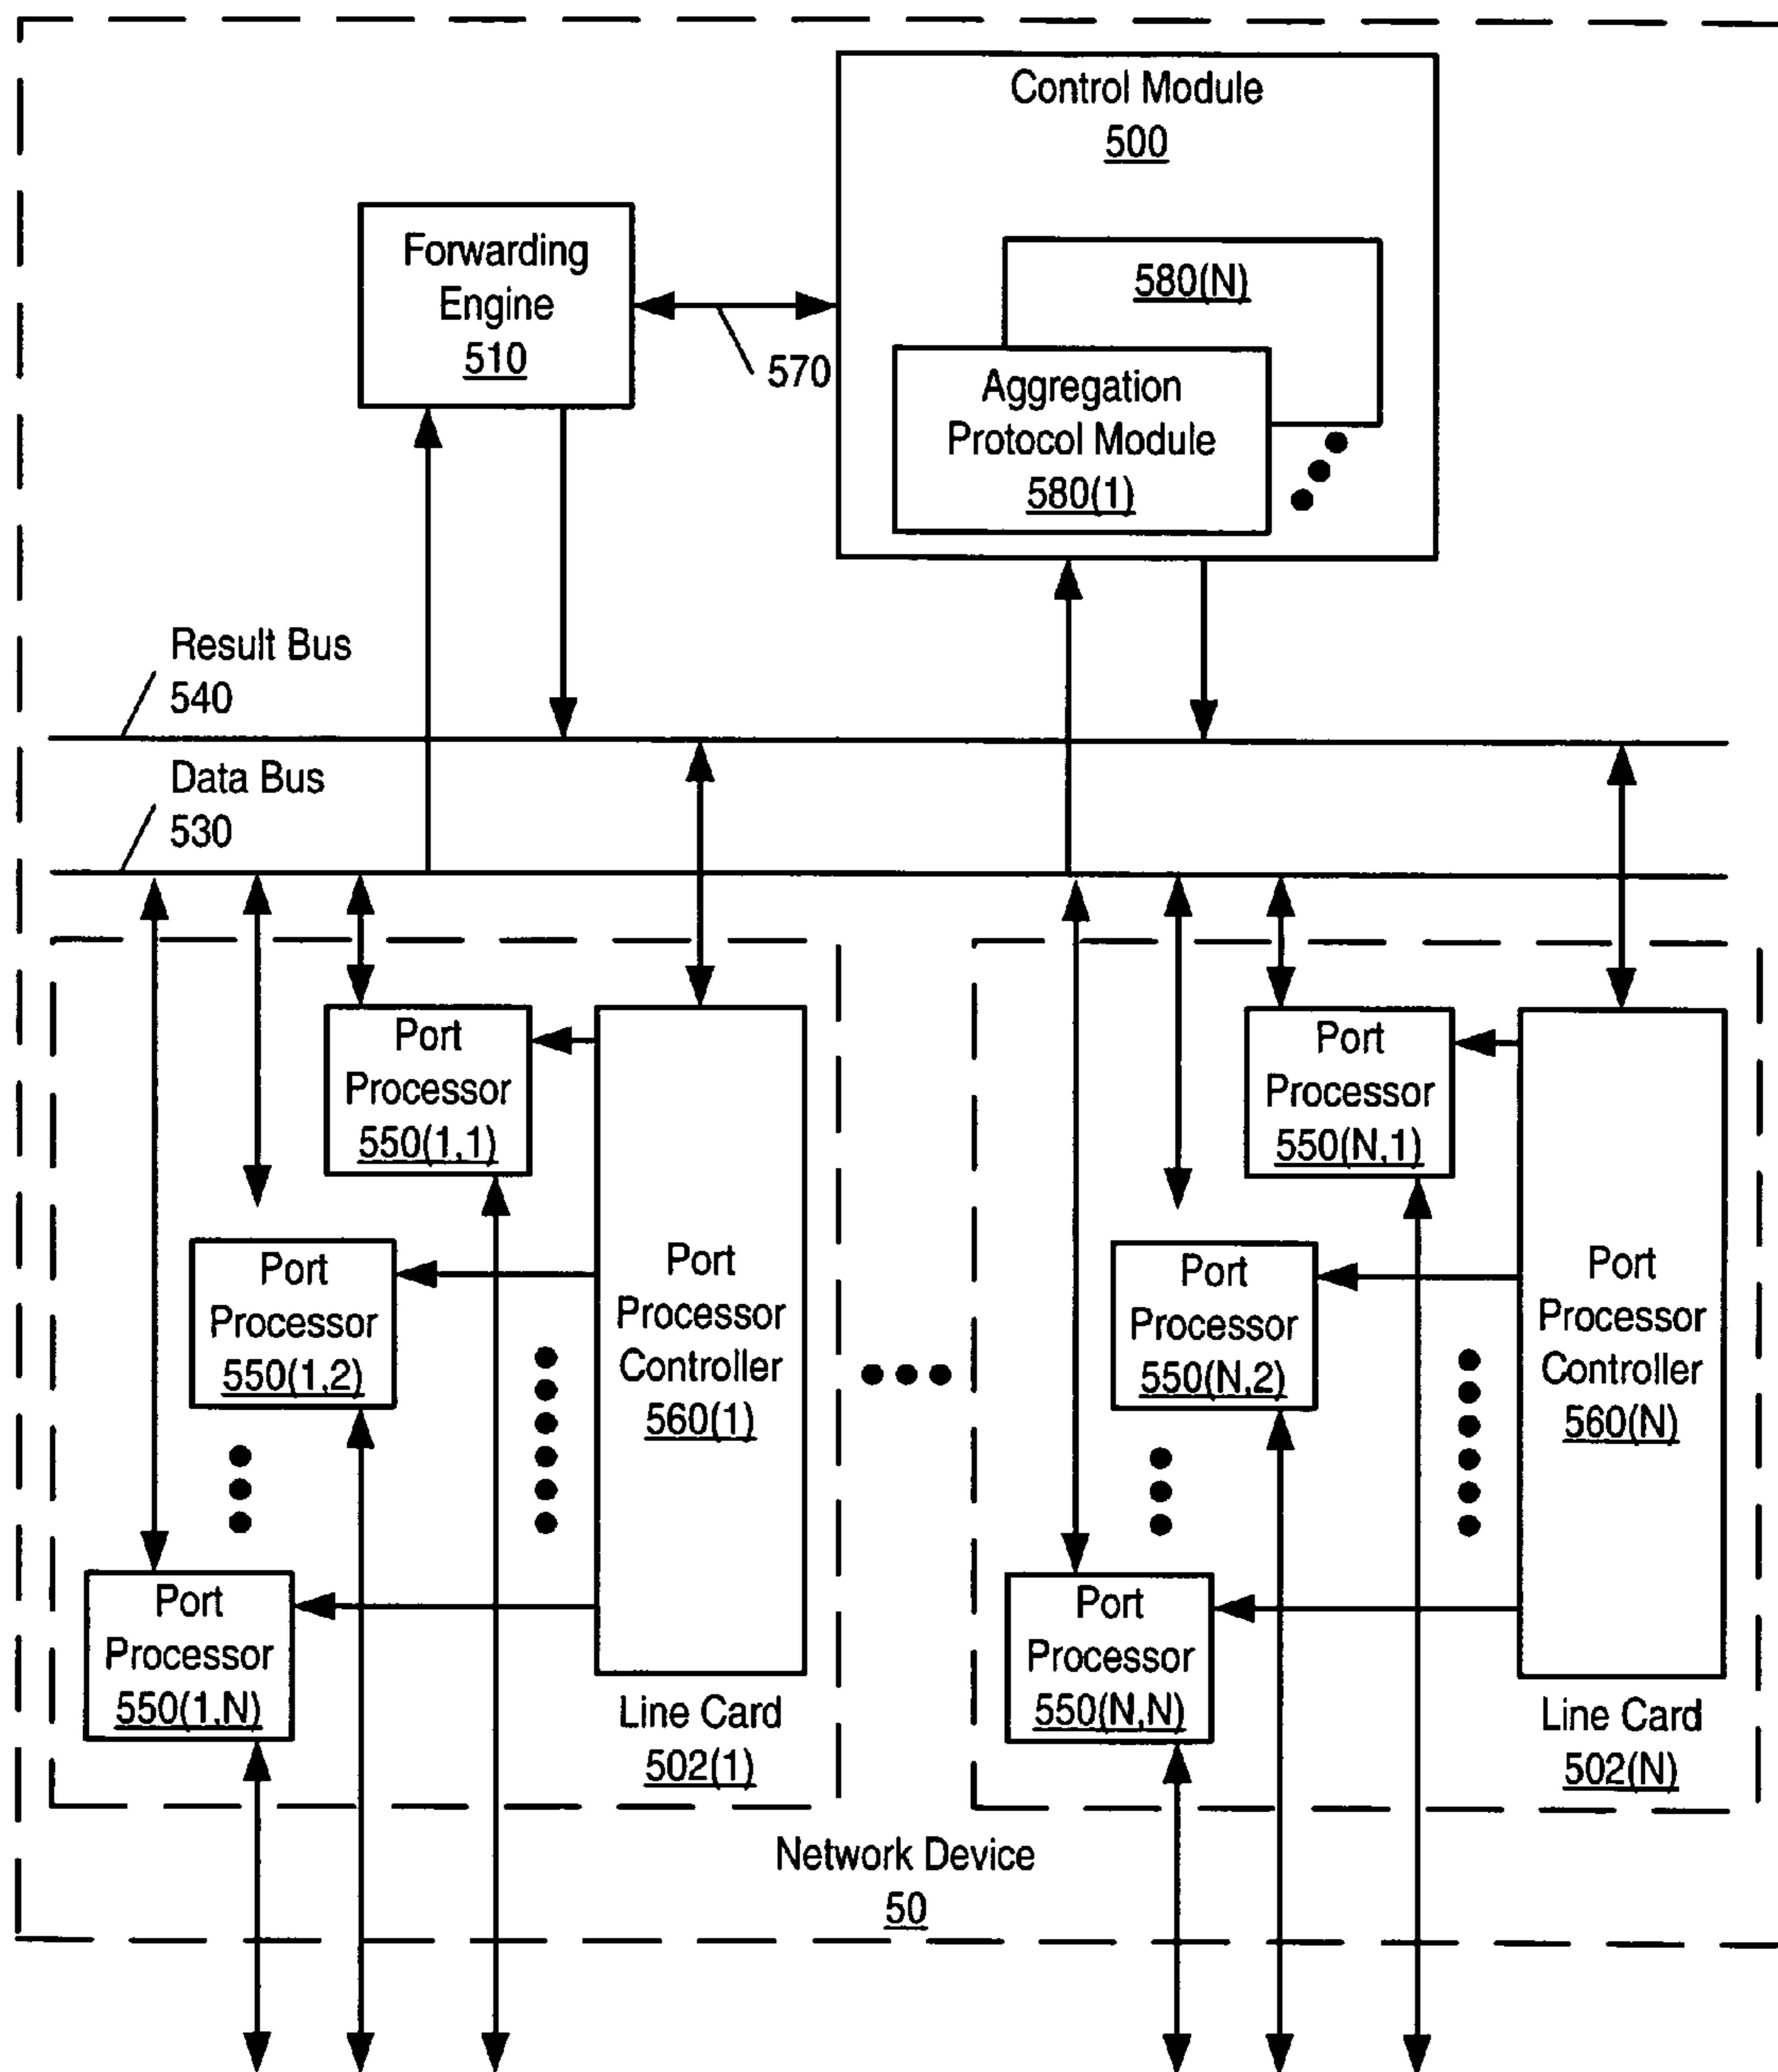 Control Module
500
Forwarding
Engine
510
570
580(N)
Aggregation
Protocol Module
580(1)
Result Bus
540
Data Bus
530
Port
Processor
550(1,1)
Port
Processor
550(1,2)
Port
Processor
550(1,N)
Port
Processor
Controller
560(1)
Line Card
502(1)
Port
Processor
550(N,1)
Port
Processor
550(N,2)
Port
Processor
550(N,N)
Port
Processor
Controller
560(N)
Line Card
502(N)
Network Device
50